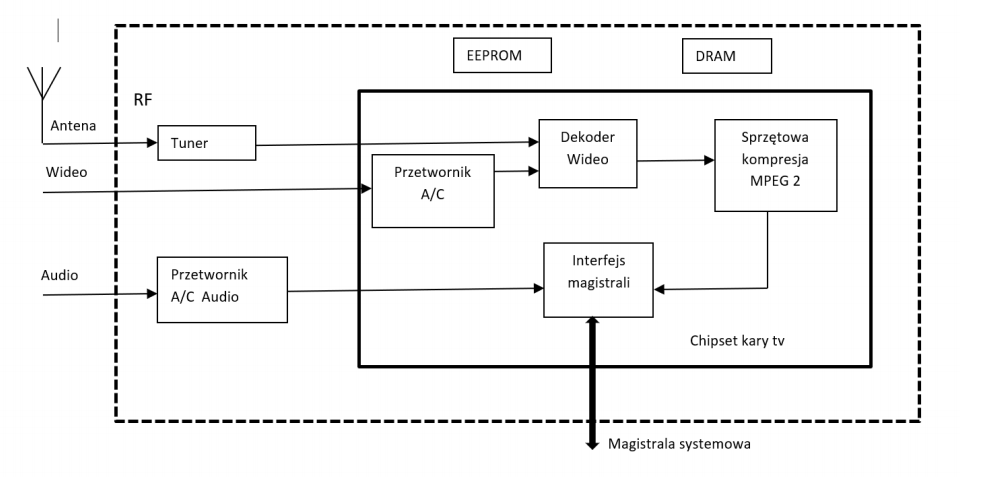 EEPROM
DRAM
RF
Antena
Tuner
Dekoder
Wideo
Sprzętowa
kompresja
MPEG 2
Wideo
Przetwornik
A/C
Audio
Przetwornik
A/C Audio
Interfejs
magistrali
Chipset kary tv
Magistrala systemowa